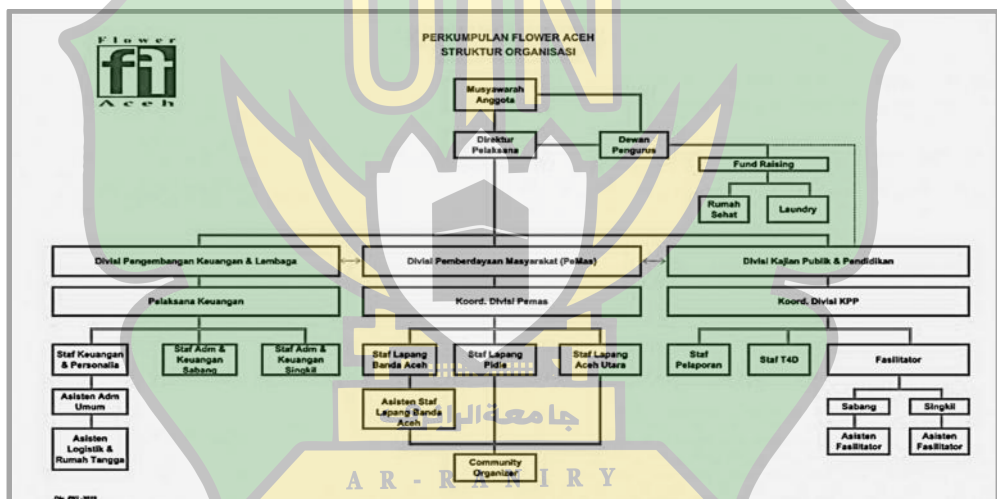 Flower
fA
Aceh
PERKUMPULAN FLOWER ACEH
STRUKTUR ORGANISASI
UIN
Musyawarah
Anggota
Direktur
Pelaksana
Dewan
Pengurus
Fund Raising
Rumah
Sehat
Laundry
Divisi Pengembangan Keuangan & Lembaga
Divisi Pemberdayaan Masyarakat (PeMas)
Divisi Kajian Publik & Pendidikan
Pelaksana Keuangan
Koord. Divisi Pemas
Koord. Divisi KPP
Staf Keuangan
& Personalia
Staf Adm &
Keuangan
Sabang
Staf Adm &
Keuangan
Singkil
Staf Lapang
Banda Aceh
Staf Lapang
Pidie
Staf Lapang
Aceh Utara
Staf
Pelaporan
Staf T4D
Fasilitator
Asisten Adm
Umum
Asisten Staf
Lapang Banda
Aceh
Sabang
Singkil
Asisten
Logistik &
Rumah Tangga
Asisten
Fasilitator
Asisten
Fasilitator
جامعة الرانيري
Community
Organizer
AR-RANIRY